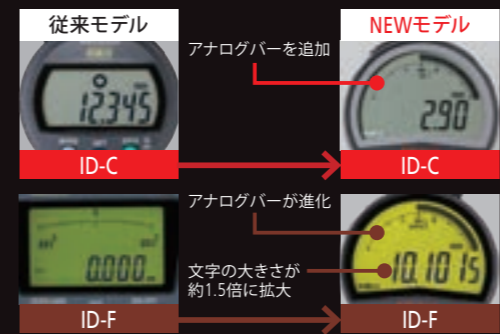 従来モデル
NEWモデル
アナログバーを追加
12.345
2.90
ID-C
ID-C
アナログバーが進化
文字の大きさが
約1.5倍に拡大
0.000
10.1015
ID-F
ID-F